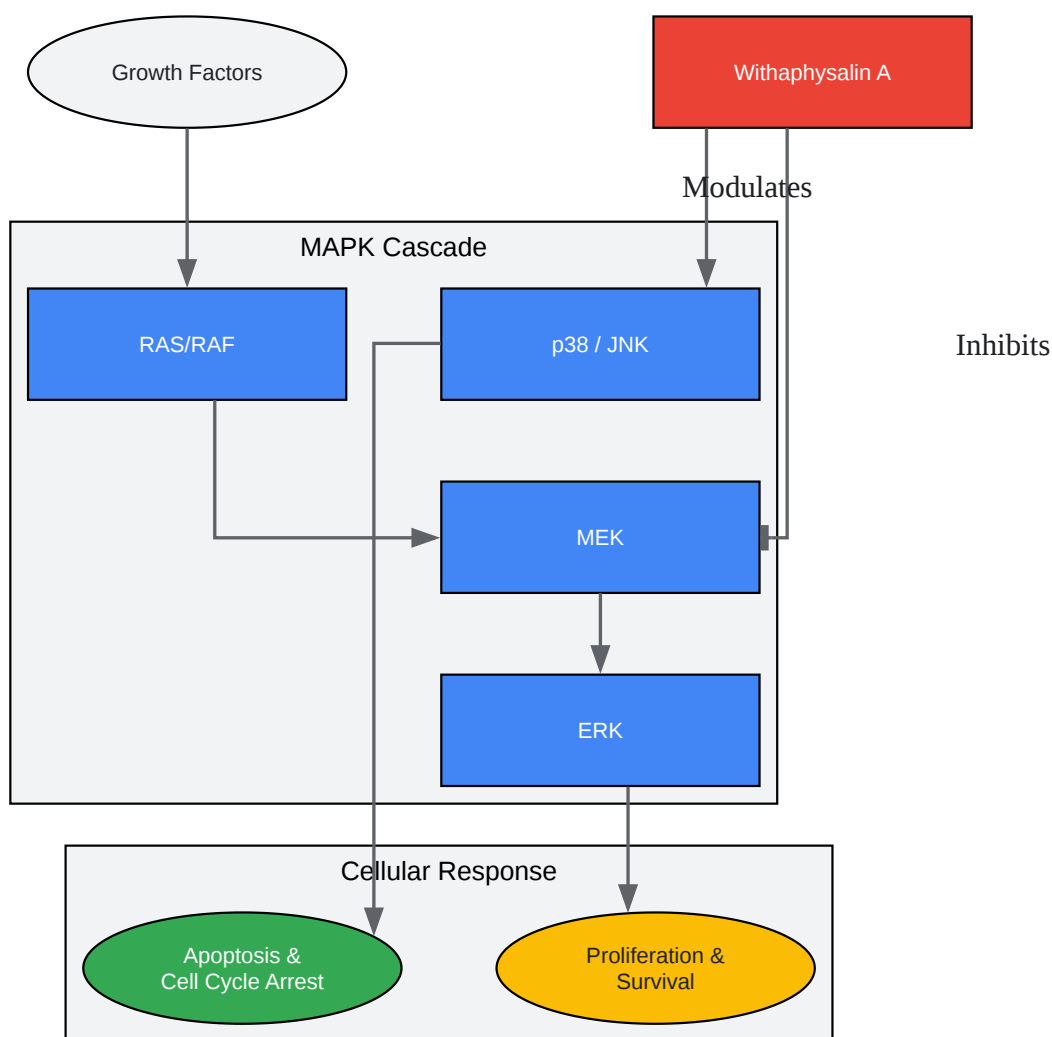 Growth Factors
Withaphysalin A
Modulates
MAPK Cascade
RAS/RAF
p38 / JNK
Inhibits
MEK
ERK
Cellular Response
Apoptosis &
Cell Cycle Arrest
Proliferation &
Survival